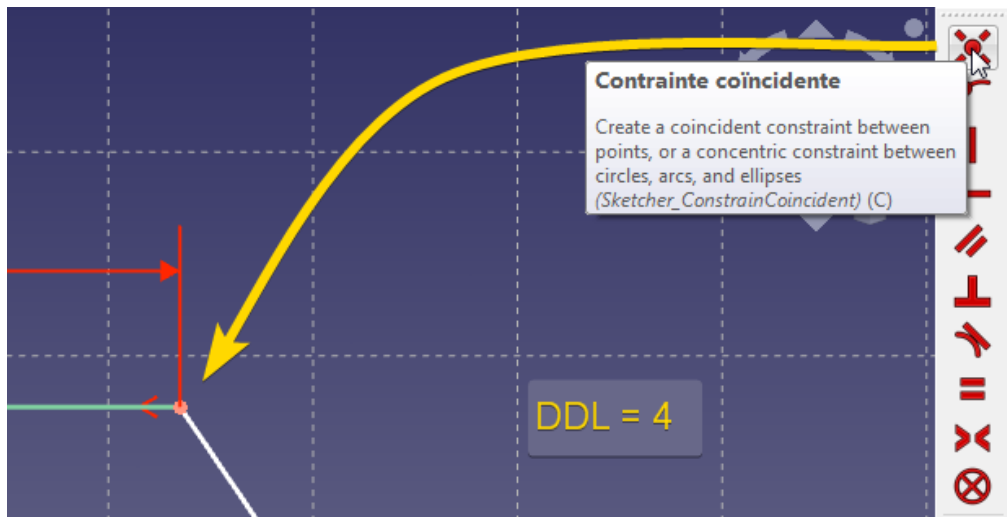 Contrainte coïncidente
Create a coincident constraint between
points, or a concentric constraint between
circles, arcs, and ellipses
(Sketcher_ConstrainCoincident) (C)
DDL = 4